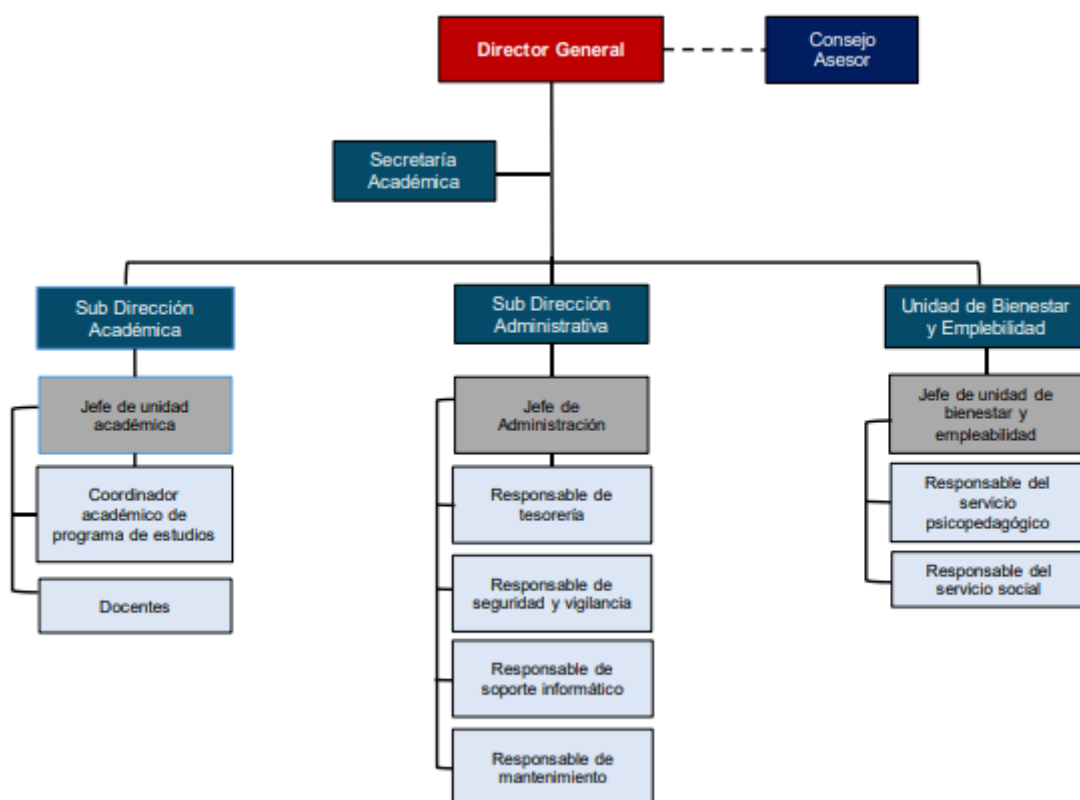 Director General
Consejo
Asesor
Secretaría
Académica
Sub Dirección
Académica
Sub Dirección
Administrativa
Unidad de Bienestar
y Emplebilidad
Jefe de unidad
académica
Jefe de
Administración
Jefe de unidad de
bienestar y
empleabilidad
Coordinador
académico de
programa de estudios
Responsable de
tesorería
Responsable del
servicio
psicopedagógico
Docentes
Responsable de
seguridad y vigilancia
Responsable del
servicio social
Responsable de
soporte informático
Responsable de
mantenimiento